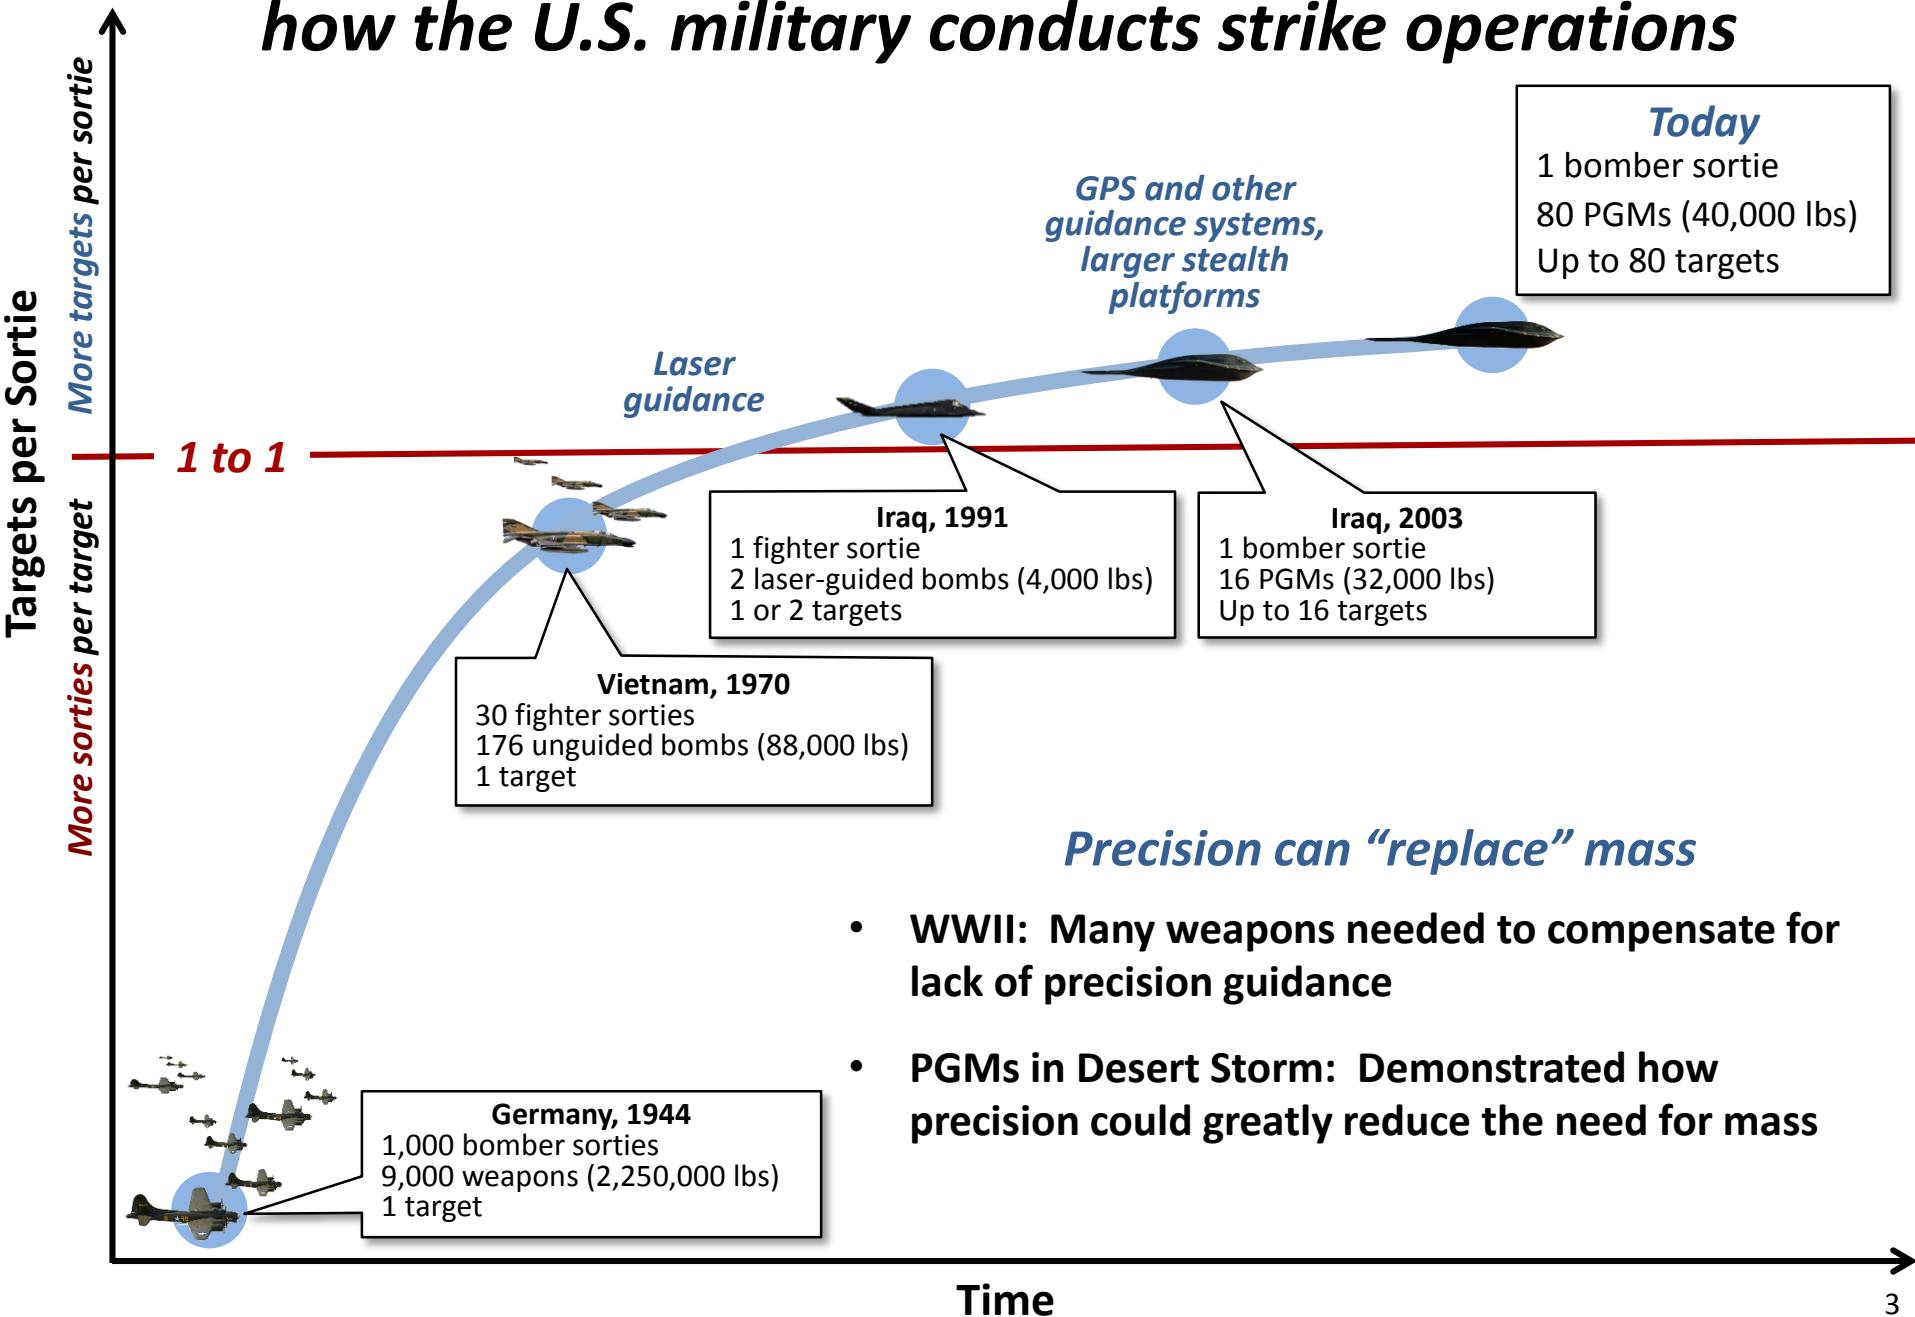 how the U.S. military conducts strike operations
Targets per Sortie
More targets per sortie
More sorties per target
1 to 1
Laser
guidance
GPS and other
guidance systems,
larger stealth
platforms
Today
1 bomber sortie
80 PGMs (40,000 lbs)
Up to 80 targets
Iraq, 1991
1 fighter sortie
2 laser-guided bombs (4,000 lbs)
1 or 2 targets
Iraq, 2003
1 bomber sortie
16 PGMs (32,000 lbs)
Up to 16 targets
Vietnam, 1970
30 fighter sorties
176 unguided bombs (88,000 lbs)
1 target
Germany, 1944
1,000 bomber sorties
9,000 weapons (2,250,000 lbs)
1 target
Precision can “replace” mass
• WWII:  Many weapons needed to compensate for
lack of precision guidance
• PGMs in Desert Storm:  Demonstrated how
precision could greatly reduce the need for mass
Time
3